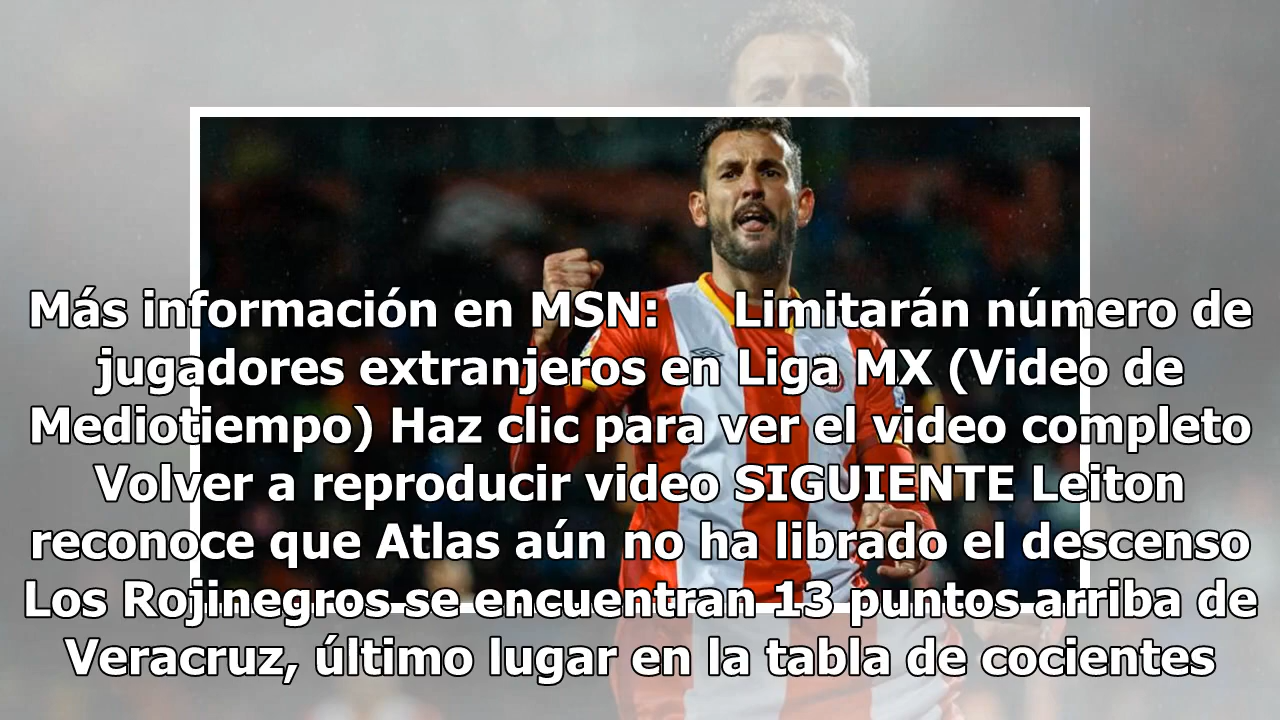 Más información en MSN: Limitarán número de
jugadores extranjeros en Liga MX (Video de
Mediotiempo) Haz clic para ver el video completo
Volver a reproducir video SIGUIENTE Leiton
reconoce que Atlas aún no ha librado el descenso
Los Rojinegros se encuentran 13 puntos arriba de
Veracruz, último lugar en la tabla de cocientes